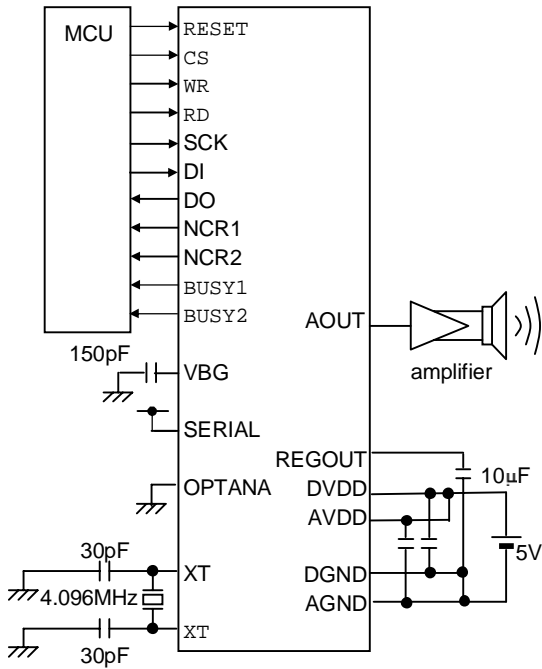 MCU
RESET
CS
WR
RD
SCK
DI
DO
NCR1
NCR2
BUSY1
BUSY2
AOUT
amplifier
150pF
VBG
SERIAL
REGOUT
OPTANA
DVDD
10μF
AVDD
5V
30pF
XT
DGND
4.096MHz
AGND
XT
30pF